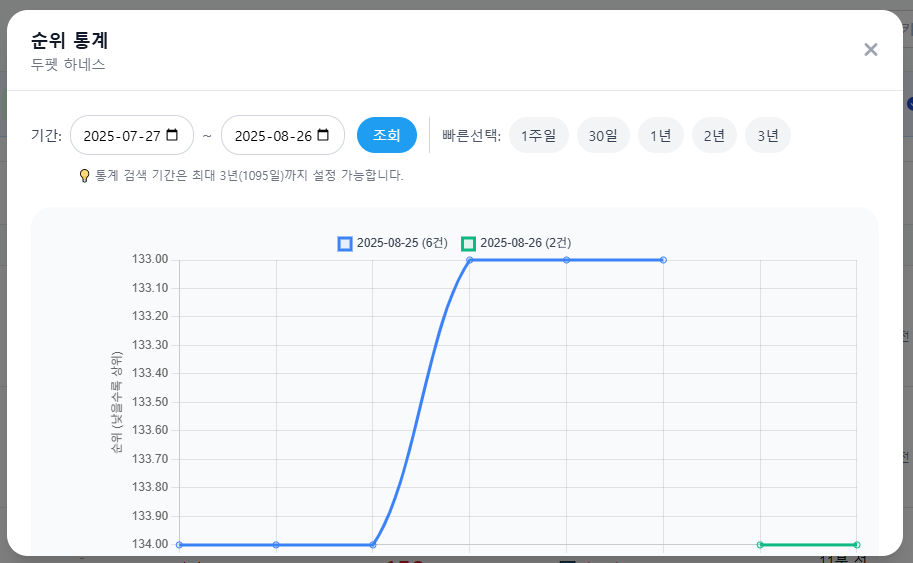 순위 통계
두펫 하네스
기간: 2025-07-27 ~ 2025-08-26 조회 빠른선택: 1주일 30일 1년 2년 3년
통계 검색 기간은 최대 3년(1095일)까지 설정 가능합니다.
2025-08-25 (6건) 2025-08-26 (2건)
순위 (낮을수록 상위)
133.00
133.10
133.20
133.30
133.40
133.50
133.60
133.70
133.80
133.90
134.00
전
전